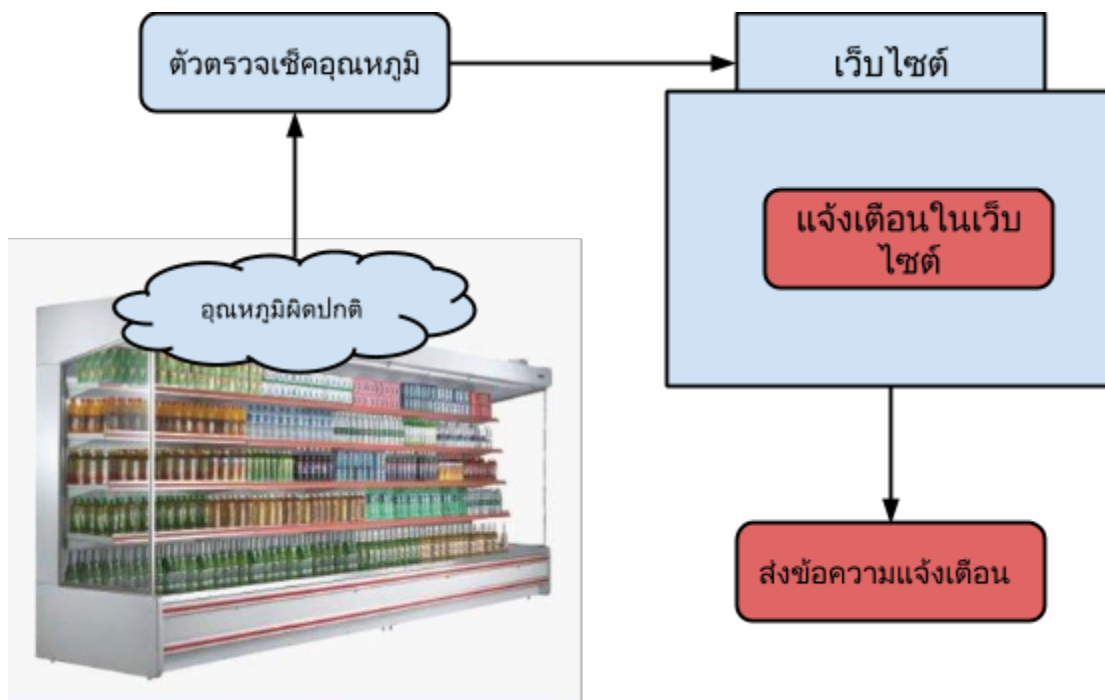 ตัวตรวจเช็คอุณหภูมิ
เว็บไซต์
แจ้งเตือนในเว็บ
ไซต์
อุณหภูมิผิดปกติ
ส่งข้อความแจ้งเตือน